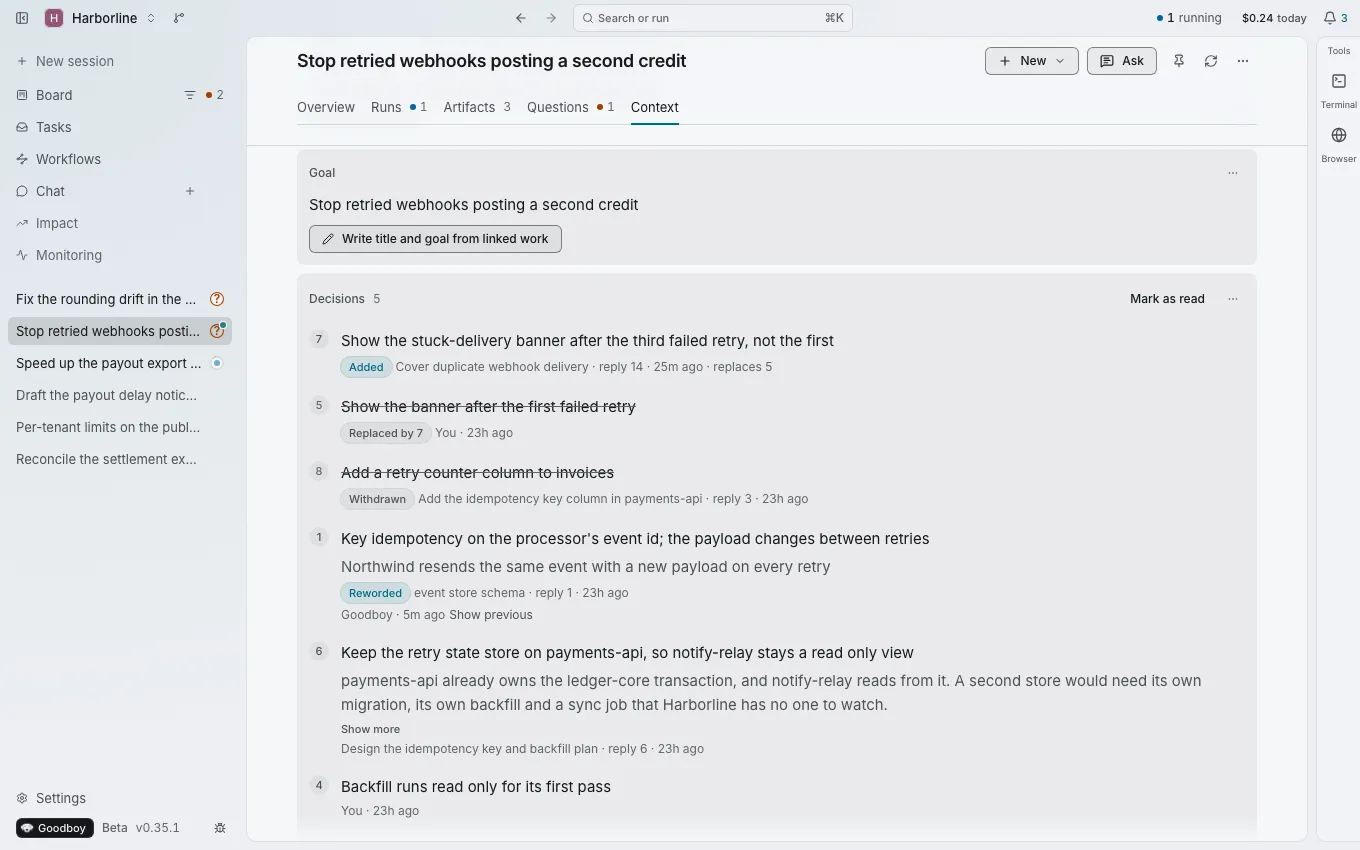 H Harborline
Search or run ⌘K
1 running $0.24 today 3
New session
Board 2
Tasks
Workflows
Chat
Impact
Monitoring
Fix the rounding drift in the ...
Stop retried webhooks posti...
Speed up the payout export ...
Draft the payout delay notic...
Per-tenant limits on the publ...
Reconcile the settlement ex...
Settings
Goodboy Beta v0.35.1
Stop retried webhooks posting a second credit
New Ask
Overview Runs 1 Artifacts 3 Questions 1 Context
Goal
Stop retried webhooks posting a second credit
Write title and goal from linked work
Decisions 5 Mark as read
7 Show the stuck-delivery banner after the third failed retry, not the first
Added Cover duplicate webhook delivery · reply 14 · 25m ago · replaces 5
5 Show the banner after the first failed retry
Replaced by 7 You · 23h ago
8 Add a retry counter column to invoices
Withdrawn Add the idempotency key column in payments-api · reply 3 · 23h ago
1 Key idempotency on the processor's event id; the payload changes between retries
Northwind resends the same event with a new payload on every retry
Reworded event store schema · reply 1 · 23h ago
Goodboy · 5m ago Show previous
6 Keep the retry state store on payments-api, so notify-relay stays a read only view
payments-api already owns the ledger-core transaction, and notify-relay reads from it. A second store would need its own
migration, its own backfill and a sync job that Harborline has no one to watch.
Show more
Design the idempotency key and backfill plan · reply 6 · 23h ago
4 Backfill runs read only for its first pass
You · 23h ago
Tools
Terminal
Browser